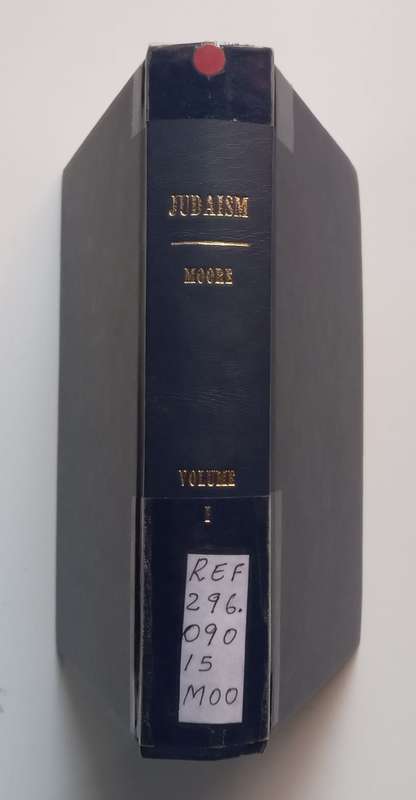 JUDAISM
MOORE
VOLUME
I
REF
296.
090
15
MOO